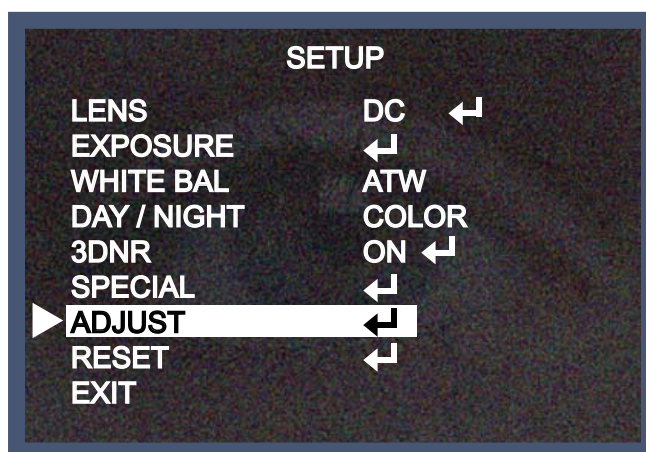 SETUP
LENS DC ↵
EXPOSURE ↵
WHITE BAL ATW
DAY / NIGHT COLOR
3DNR ON ↵
SPECIAL ↵
ADJUST ↵
RESET ↵
EXIT